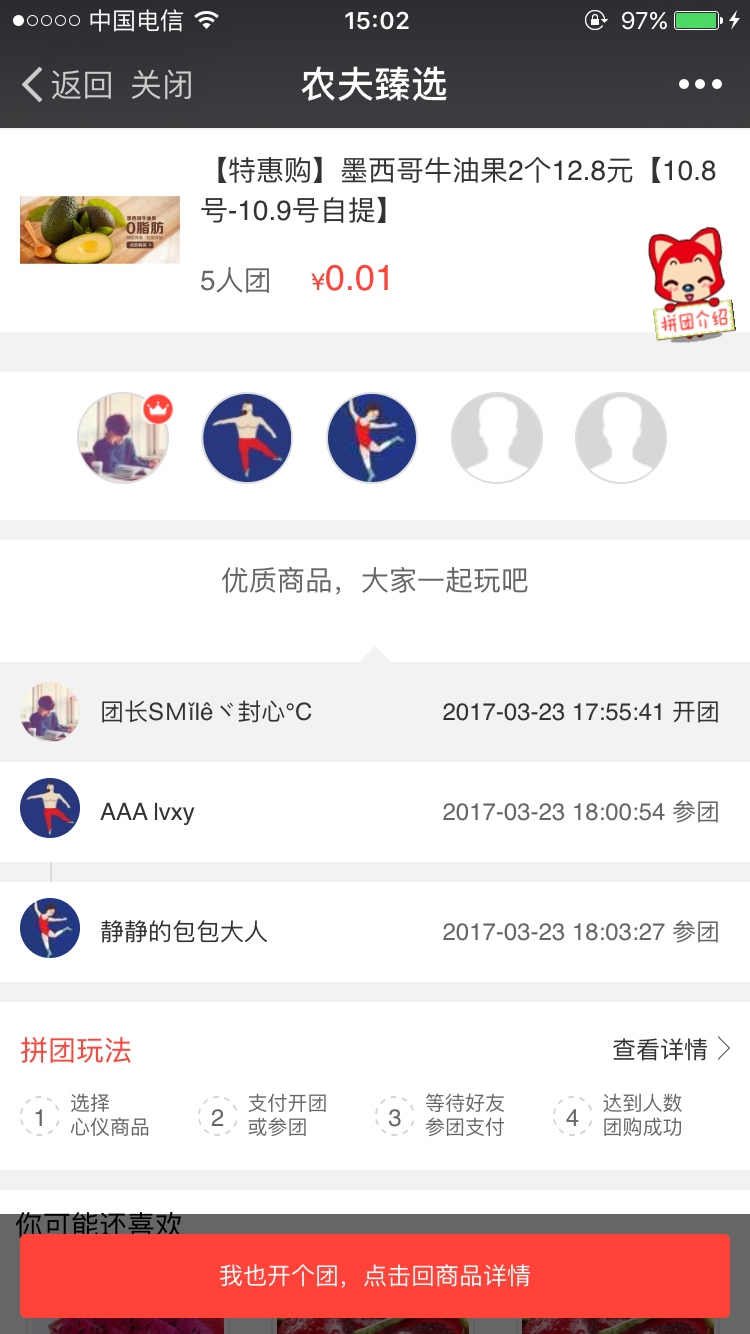 中国电信
15:02
97%
返回 关闭
农夫臻选
【特惠购】墨西哥牛油果2个12.8元【10.8
号-10.9号自提】
0脂肪
5人团
¥0.01
拼团介绍
优质商品，大家一起玩吧
团长SMǐlêヾ封心°C
2017-03-23 17:55:41 开团
AAA lvxy
2017-03-23 18:00:54 参团
静静的包包大人
2017-03-23 18:03:27 参团
拼团玩法
查看详情
1
选择
心仪商品
2
支付开团
或参团
3
等待好友
参团支付
4
达到人数
团购成功
你可能还喜欢
我也开个团，点击回商品详情